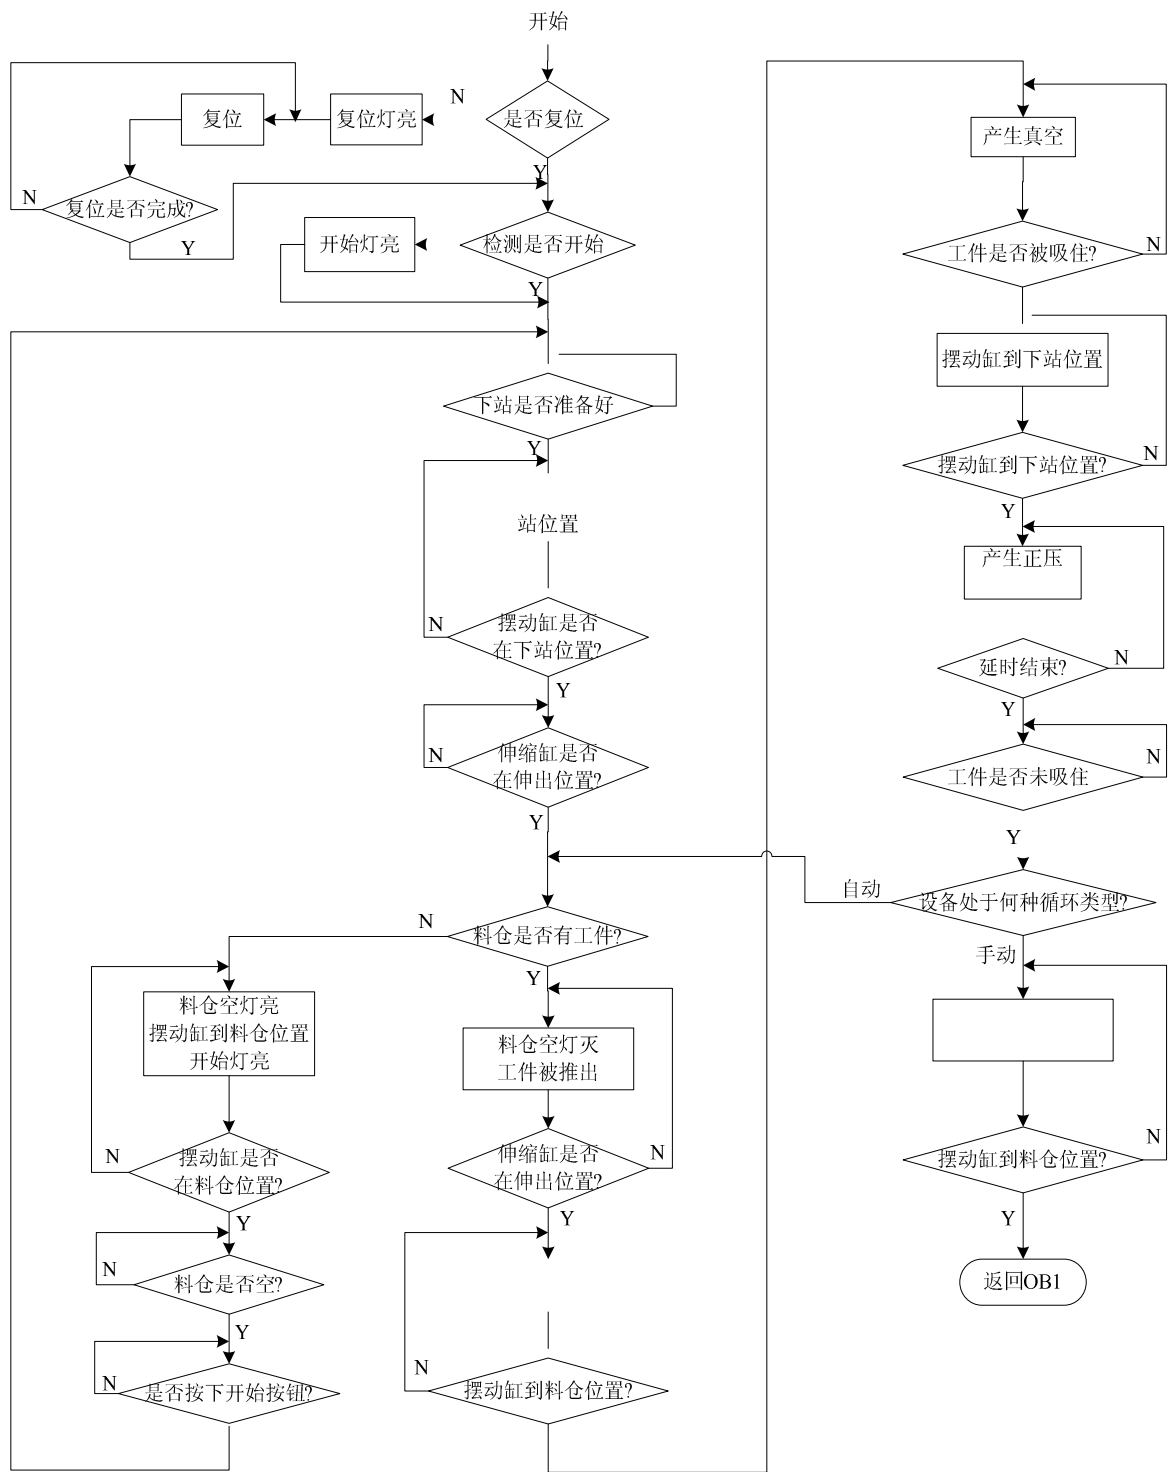 开始
N
是否复位
复位灯亮
复位
Y
N
复位是否完成?
Y
检测是否开始
开始灯亮
Y
下站是否准备好
Y
站位置
N
摆动缸是否
在下站位置?
Y
N
伸缩缸是否
在伸出位置?
Y
N
料仓是否有工件?
Y
料仓空灯亮
摆动缸到料仓位置
开始灯亮
N
摆动缸是否
在料仓位置?
Y
N
料仓是否空?
Y
N
是否按下开始按钮?
料仓空灯灭
工件被推出
伸缩缸是否
在伸出位置?
N
Y
N
摆动缸到料仓位置?
产生真空
工件是否被吸住?
N
摆动缸到下站位置
摆动缸到下站位置?
N
Y
产生正压
延时结束?
N
Y
工件是否未吸住
N
Y
自动
设备处于何种循环类型?
手动
摆动缸到料仓位置?
N
Y
返回OB1